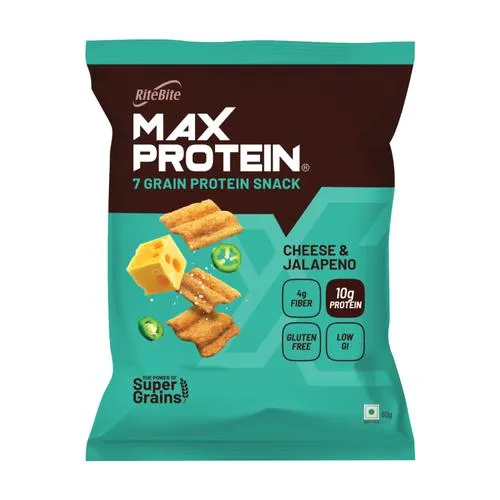 RiteBite
MAX
PROTEIN®
7 GRAIN PROTEIN SNACK
CHEESE &
JALAPENO
4g
FIBER
10g
PROTEIN
GLUTEN
FREE
LOW
GI
THE POWER OF
Super
Grains
60g